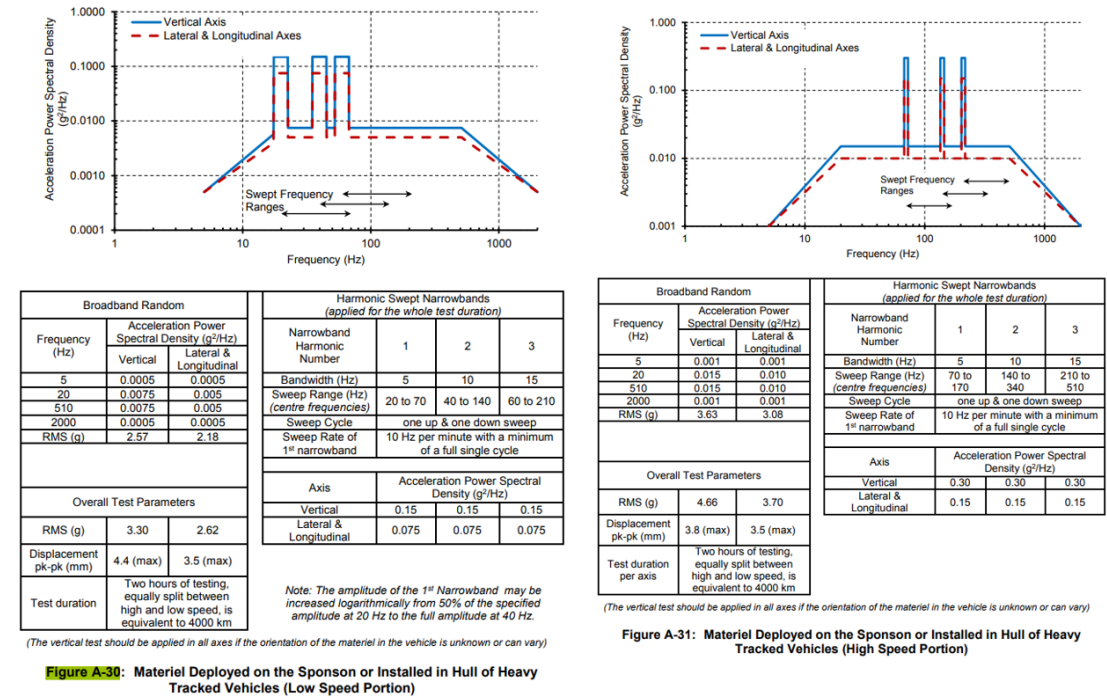 1.0000
0.1000
0.0100
0.0010
0.0001
Acceleration Power Spectral Density
(g²/Hz)
Vertical Axis
Lateral & Longitudinal Axes
Swept Frequency
Ranges
1
10
100
1000
Frequency (Hz)
Broadband Random
Frequency
(Hz)
Acceleration Power
Spectral Density (g²/Hz)
Vertical
Lateral &
Longitudinal
5 0.0005 0.0005
20 0.0075 0.005
510 0.0075 0.005
2000 0.0005 0.0005
RMS (g) 2.57 2.18
Overall Test Parameters
RMS (g) 3.30 2.62
Displacement
pk-pk (mm)
4.4 (max) 3.5 (max)
Test duration
Two hours of testing,
equally split between
high and low speed, is
equivalent to 4000 km
Harmonic Swept Narrowbands
(applied for the whole test duration)
Narrowband
Harmonic
Number
1 2 3
Bandwidth (Hz) 5 10 15
Sweep Range (Hz)
(centre frequencies)
20 to 70 40 to 140 60 to 210
Sweep Cycle one up & one down sweep
Sweep Rate of
1st narrowband
10 Hz per minute with a minimum
of a full single cycle
Axis
Acceleration Power Spectral
Density (g²/Hz)
Vertical 0.15 0.15 0.15
Lateral &
Longitudinal
0.075 0.075 0.075
Note: The amplitude of the 1st Narrowband may be
increased logarithmically from 50% of the specified
amplitude at 20 Hz to the full amplitude at 40 Hz.
(The vertical test should be applied in all axes if the orientation of the materiel in the vehicle is unknown or can vary)
Figure A-30: Materiel Deployed on the Sponson or Installed in Hull of Heavy
Tracked Vehicles (Low Speed Portion)
1.000
0.100
0.010
0.001
Acceleration Power Spectral Density
(g²/Hz)
Vertical Axis
Lateral & Longitudinal Axes
Swept Frequency
Ranges
1
10
100
1000
Frequency (Hz)
Broadband Random
Frequency
(Hz)
Acceleration Power
Spectral Density (g²/Hz)
Vertical
Lateral &
Longitudinal
5 0.001 0.001
20 0.015 0.010
510 0.015 0.010
2000 0.001 0.001
RMS (g) 3.63 3.08
Overall Test Parameters
RMS (g) 4.66 3.70
Displacement
pk-pk (mm)
3.8 (max) 3.5 (max)
Test duration
per axis
Two hours of testing,
equally split between
high and low speed, is
equivalent to 4000 km
Harmonic Swept Narrowbands
(applied for the whole test duration)
Narrowband
Harmonic
Number
1 2 3
Bandwidth (Hz) 5 10 15
Sweep Range (Hz)
(centre frequencies)
70 to
170
140 to
340
210 to
510
Sweep Cycle one up & one down sweep
Sweep Rate of
1st narrowband
10 Hz per minute with a minimum
of a full single cycle
Axis
Acceleration Power Spectral
Density (g²/Hz)
Vertical 0.30 0.30 0.30
Lateral &
Longitudinal
0.15 0.15 0.15
(The vertical test should be applied in all axes if the orientation of the materiel in the vehicle is unknown or can vary)
Figure A-31: Materiel Deployed on the Sponson or Installed in Hull of Heavy
Tracked Vehicles (High Speed Portion)